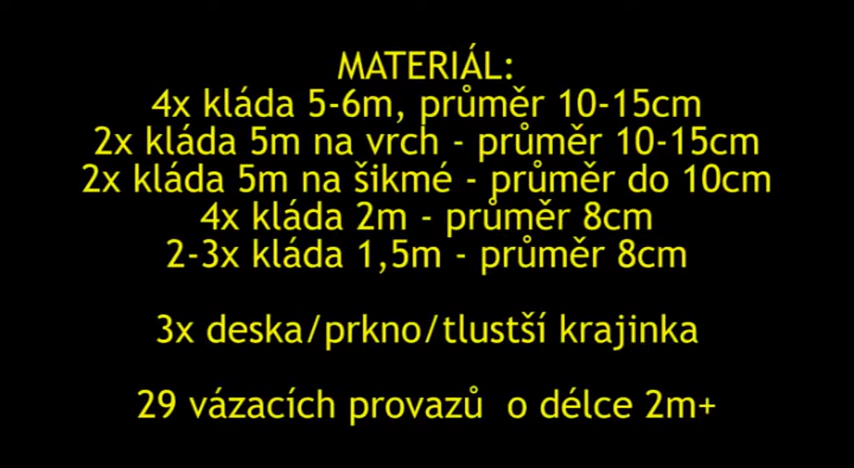 MATERIÁL:
4x kláda 5-6m, průměr 10-15cm
2x kláda 5m na vrch - průměr 10-15cm
2x kláda 5m na šikmé - průměr do 10cm
4x kláda 2m - průměr 8cm
2-3x kláda 1,5m - průměr 8cm
3x deska/prkno/tlustší krajinka
29 vázacích provazů  o délce 2m+